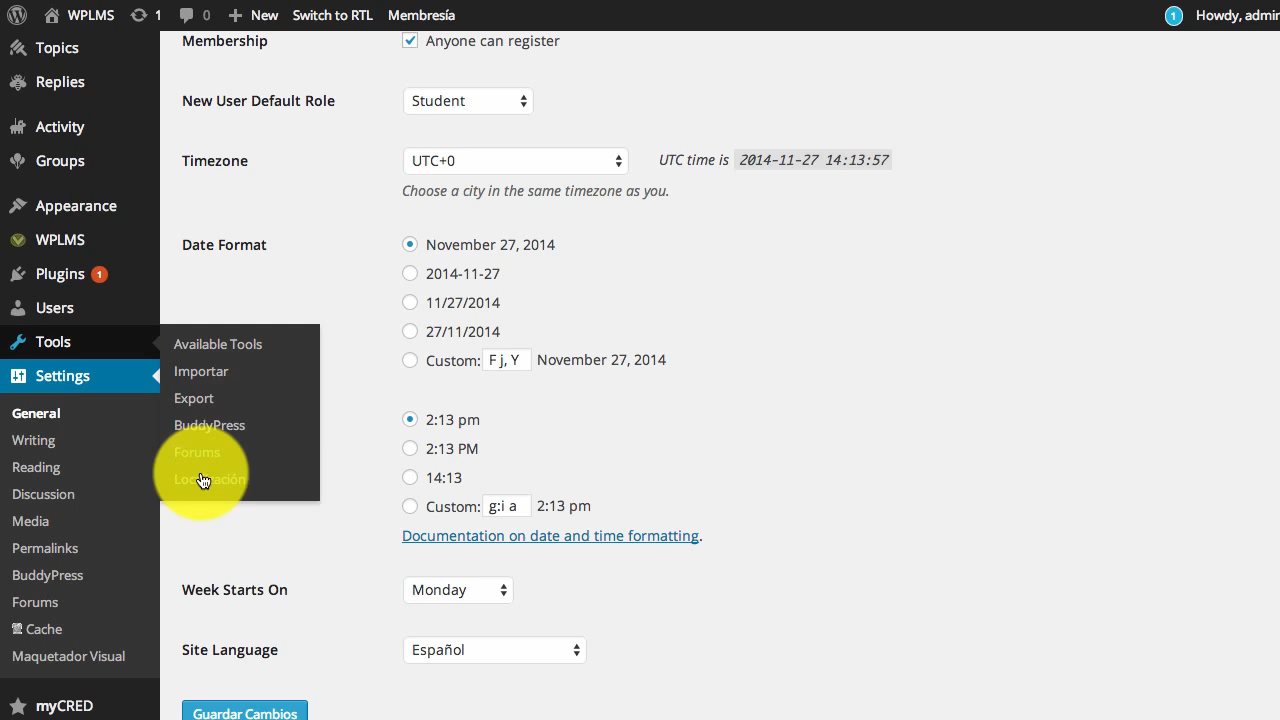 WPLMS 1 0 New Switch to RTL Membresía 1 Howdy, admin
Topics
Replies
Activity
Groups
Appearance
WPLMS
Plugins 1
Users
Tools
Settings
General
Writing
Reading
Discussion
Media
Permalinks
BuddyPress
Forums
Cache
Maquetador Visual
myCRED
Available Tools
Importar
Export
BuddyPress
Forums
Membership Anyone can register
New User Default Role Student
Timezone UTC+0 UTC time is 2014-11-27 14:13:57
Choose a city in the same timezone as you.
Date Format November 27, 2014
2014-11-27
11/27/2014
27/11/2014
Custom: F j, Y November 27, 2014
2:13 pm
2:13 PM
14:13
Custom: g:i a 2:13 pm
Documentation on date and time formatting.
Week Starts On Monday
Site Language Español
Guardar Cambios